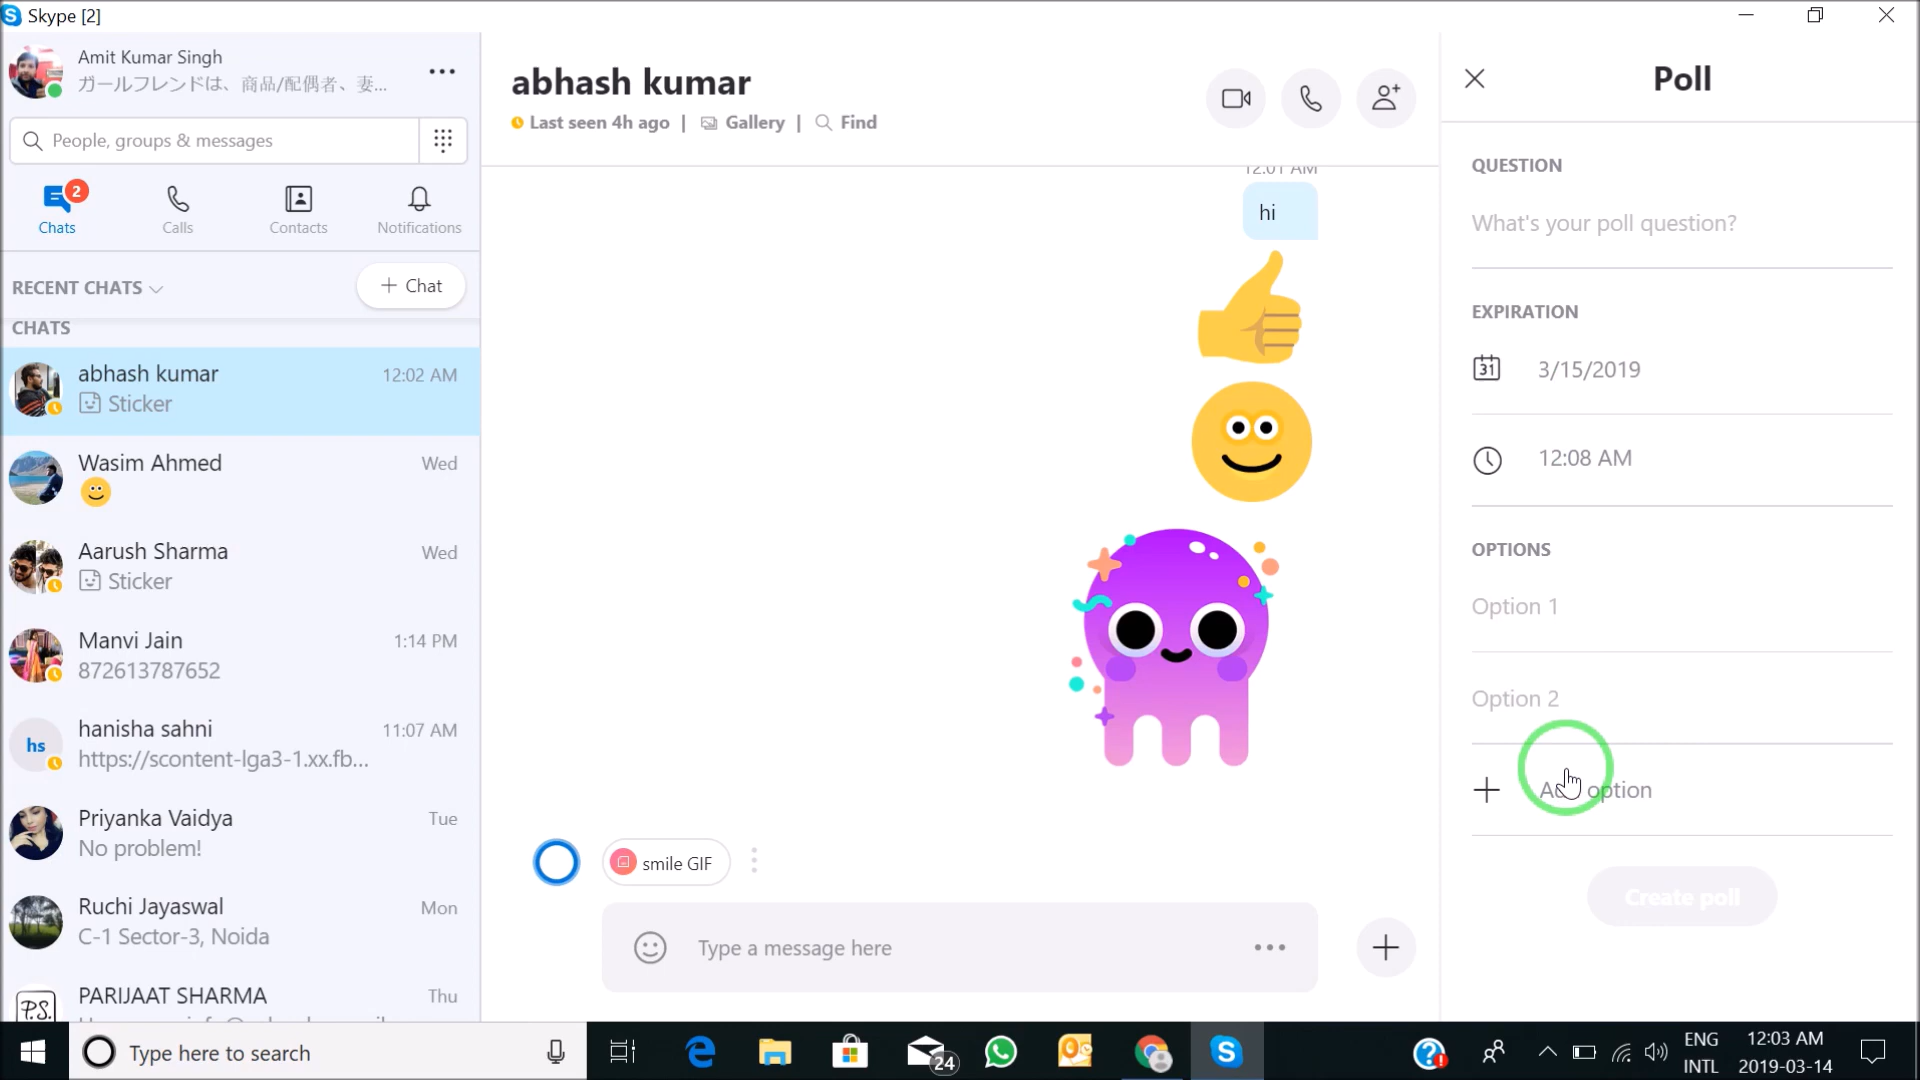 Skype [2]
Amit Kumar Singh
ガールフレンドは、商品/配偶者、妻...
People, groups & messages
2
Chats
Calls
Contacts
Notifications
RECENT CHATS
+ Chat
CHATS
abhash kumar
12:02 AM
Sticker
Wasim Ahmed
Wed
Aarush Sharma
Wed
Sticker
Manvi Jain
1:14 PM
872613787652
hs
hanisha sahni
11:07 AM
https://scontent-lga3-1.xx.fb...
Priyanka Vaidya
Tue
No problem!
Ruchi Jayaswal
Mon
C-1 Sector-3, Noida
P.S.
PARIJAAT SHARMA
Thu
abhash kumar
Last seen 4h ago | Gallery | Find
12:01 AM
hi
smile GIF
Type a message here
Poll
QUESTION
What's your poll question?
EXPIRATION
31
3/15/2019
12:08 AM
OPTIONS
Option 1
Option 2
option
Create poll
Type here to search
24
ENG
INTL
12:03 AM
2019-03-14